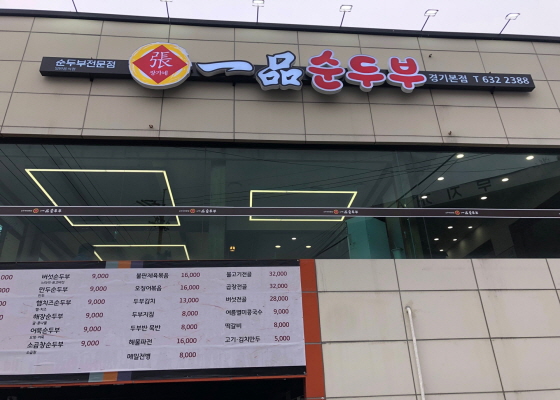 순두부전문점
張
장가네
一品순두부
경기본점 T 632 2388
버섯순두부 9,000
만두순두부 9,000
햄치즈순두부 9,000
해장순두부 9,000
어묵순두부 9,000
소곱창순두부 9,000
불판제육볶음 16,000
오징어볶음 16,000
두부김치 13,000
두부지짐 8,000
두부반 묵반 8,000
해물파전 16,000
메밀전병 8,000
불고기전골 32,000
곱창전골 32,000
버섯전골 28,000
여름별미콩국수 9,000
떡갈비 8,000
고기·김치만두 5,000